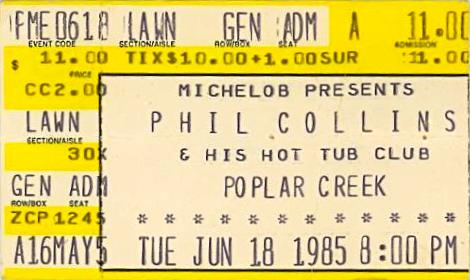 PME0618 LAWN GEN ADM A 11.00
EVENT CODE SECTION/AISLE ROW/BOX SEAT ADMISSION
$ 11.00 TIX$10.00+1.00SUR 11.00
PRICE
CC2.00 MICHELOB PRESENTS
LAWN PHIL COLLINS
SECTION/AISLE
30X & HIS HOT TUB CLUB
GEN ADM POPLAR CREEK
ROW/BOX SEAT
ZCP1245 * * * * * * * * * * * *
A16MAY5 TUE JUN 18 1985 8:00 PM